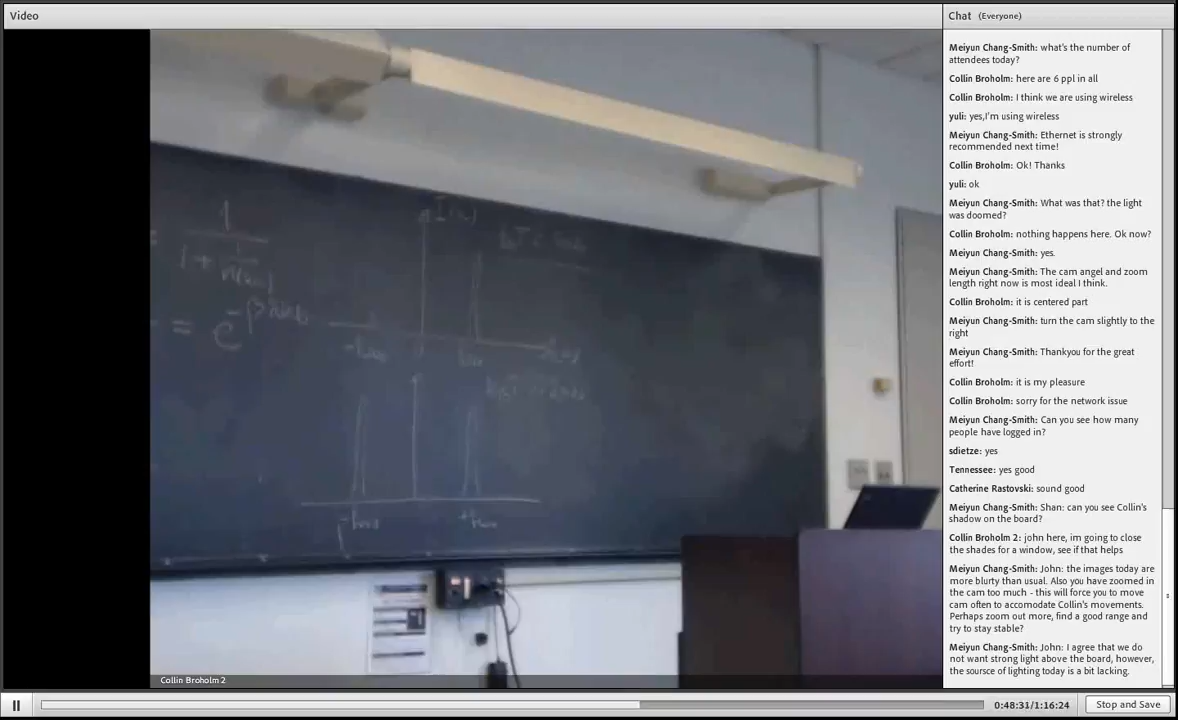 Video
Chat (Everyone)
Meiyun Chang-Smith: what's the number of
attendees today?
Collin Broholm: here are 6 ppl in all
Collin Broholm: I think we are using wireless
yuli: yes,I'm using wireless
Meiyun Chang-Smith: Ethernet is strongly
recommended next time!
Collin Broholm: Ok! Thanks
yuli: ok
Meiyun Chang-Smith: What was that? the light
was doomed?
Collin Broholm: nothing happens here. Ok now?
Meiyun Chang-Smith: yes.
Meiyun Chang-Smith: The cam angel and zoom
length right now is most ideal I think.
Collin Broholm: it is centered part
Meiyun Chang-Smith: turn the cam slightly to the
right
Meiyun Chang-Smith: Thankyou for the great
effort!
Collin Broholm: it is my pleasure
Collin Broholm: sorry for the network issue
Meiyun Chang-Smith: Can you see how many
people have logged in?
sdietze: yes
Tennessee: yes good
Catherine Rastovski: sound good
Meiyun Chang-Smith: Shan: can you see Collin's
shadow on the board?
Collin Broholm 2: john here, im going to close
the shades for a window, see if that helps
Meiyun Chang-Smith: John: the images today are
more blurty than usual. Also you have zoomed in
the cam too much - this will force you to move
cam often to accomodate Collin's movements.
Perhaps zoom out more, find a good range and
try to stay stable?
Meiyun Chang-Smith: John: I agree that we do
not want strong light above the board, however,
the soursce of lighting today is a bit lacking.
1
1 +
= e
Collin Broholm 2
0:48:31/1:16:24
Stop and Save